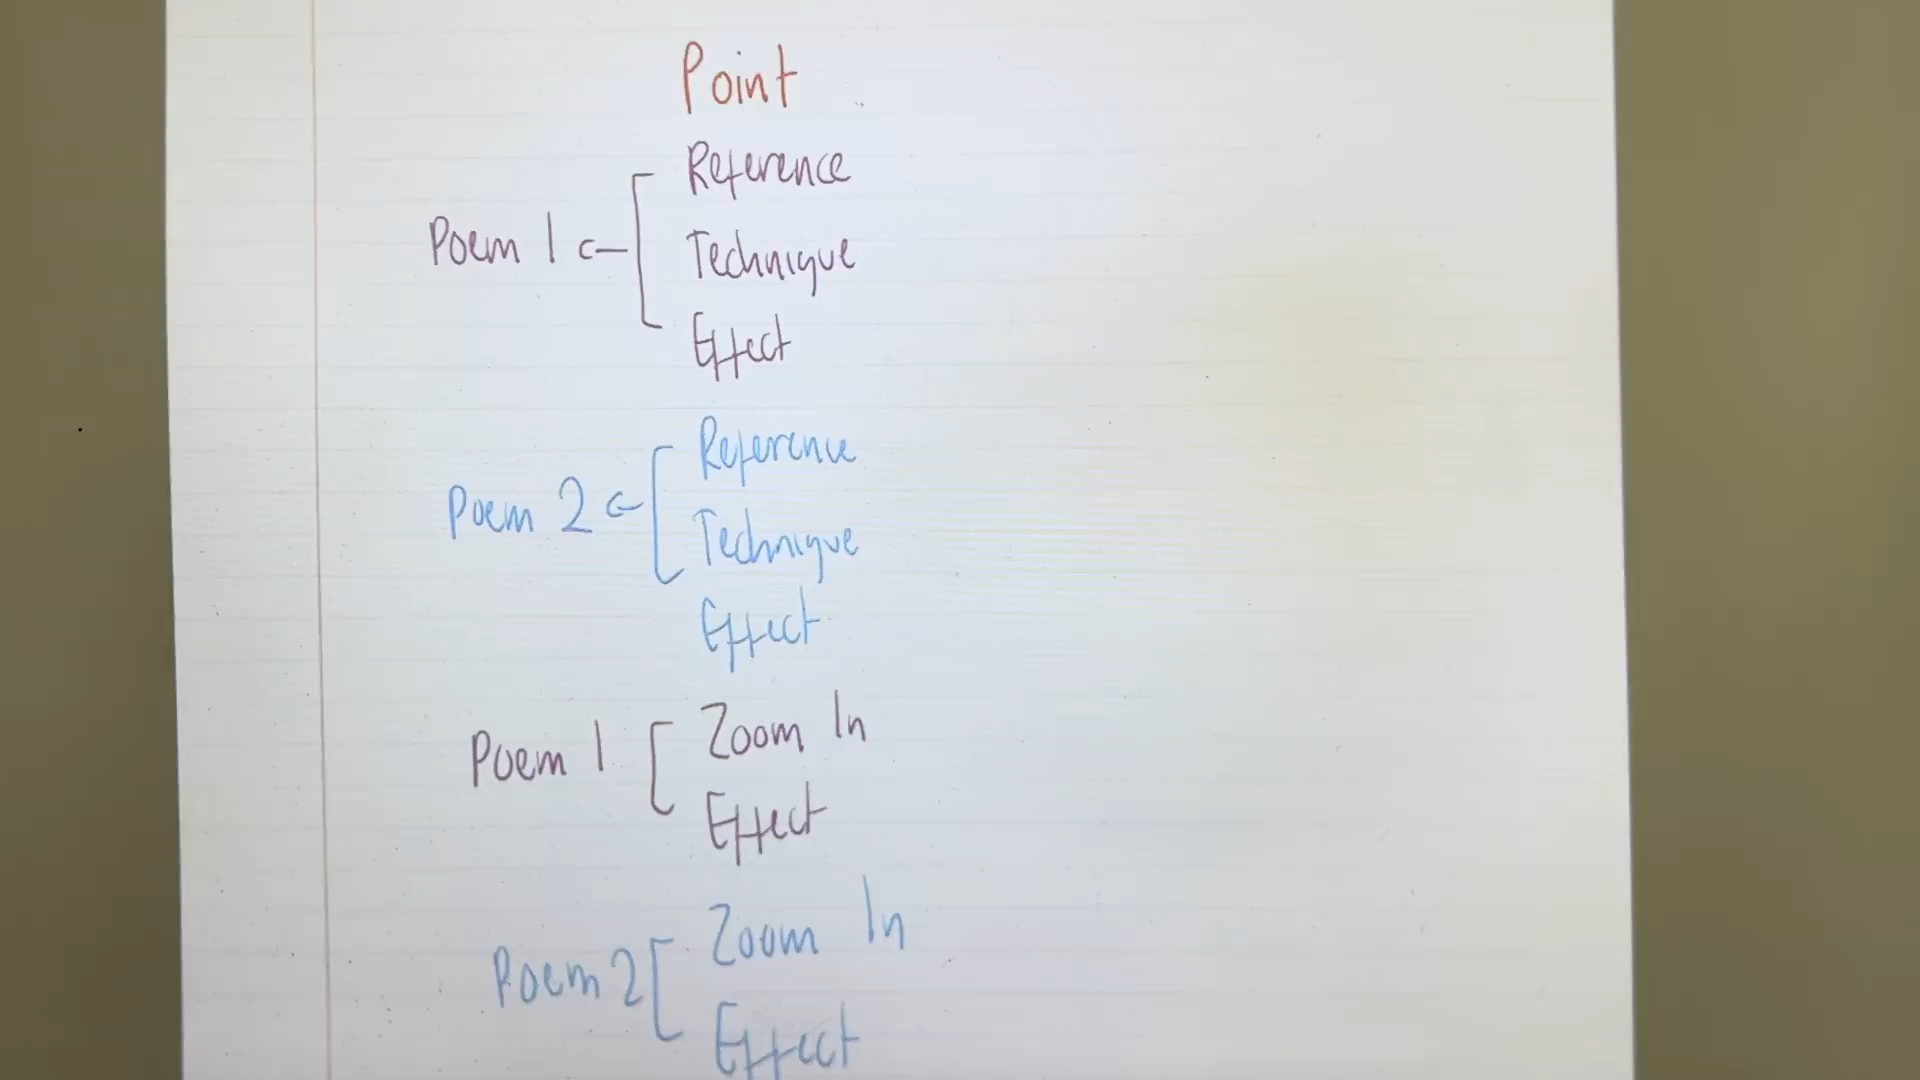 Point
Reference
Poem 1
Technique
Effect
Reference
Poem 2
Technique
Effect
Zoom In
Poem 1
Effect
Zoom In
Poem 2
Effect